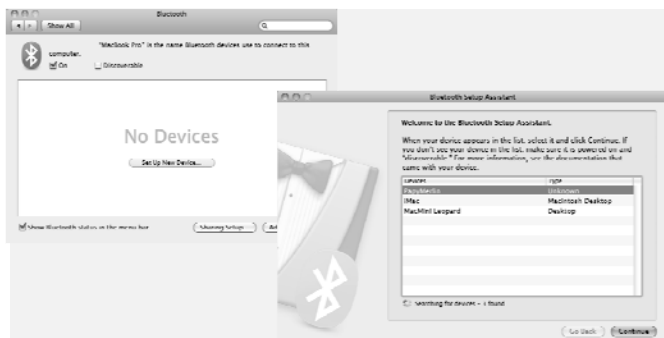 Bluetooth
Show All
"MacBook Pro" is the name Bluetooth devices use to connect to this
computer.
On
Discoverable
No Devices
Set Up New Device...
Show Bluetooth status in the menu bar
Sharing Setup...
Bluetooth Setup Assistant
Welcome to the Bluetooth Setup Assistant.
When your device appears in the list, select it and click Continue. If
you don't see your device in the list, make sure it is powered on and
"discoverable." For more information, see the documentation that
came with your device.
Devices Type
PapyMerlin Unknown
iMac Macintosh Desktop
MacMini Leopard Desktop
Searching for devices - 3 found
Go Back Continue